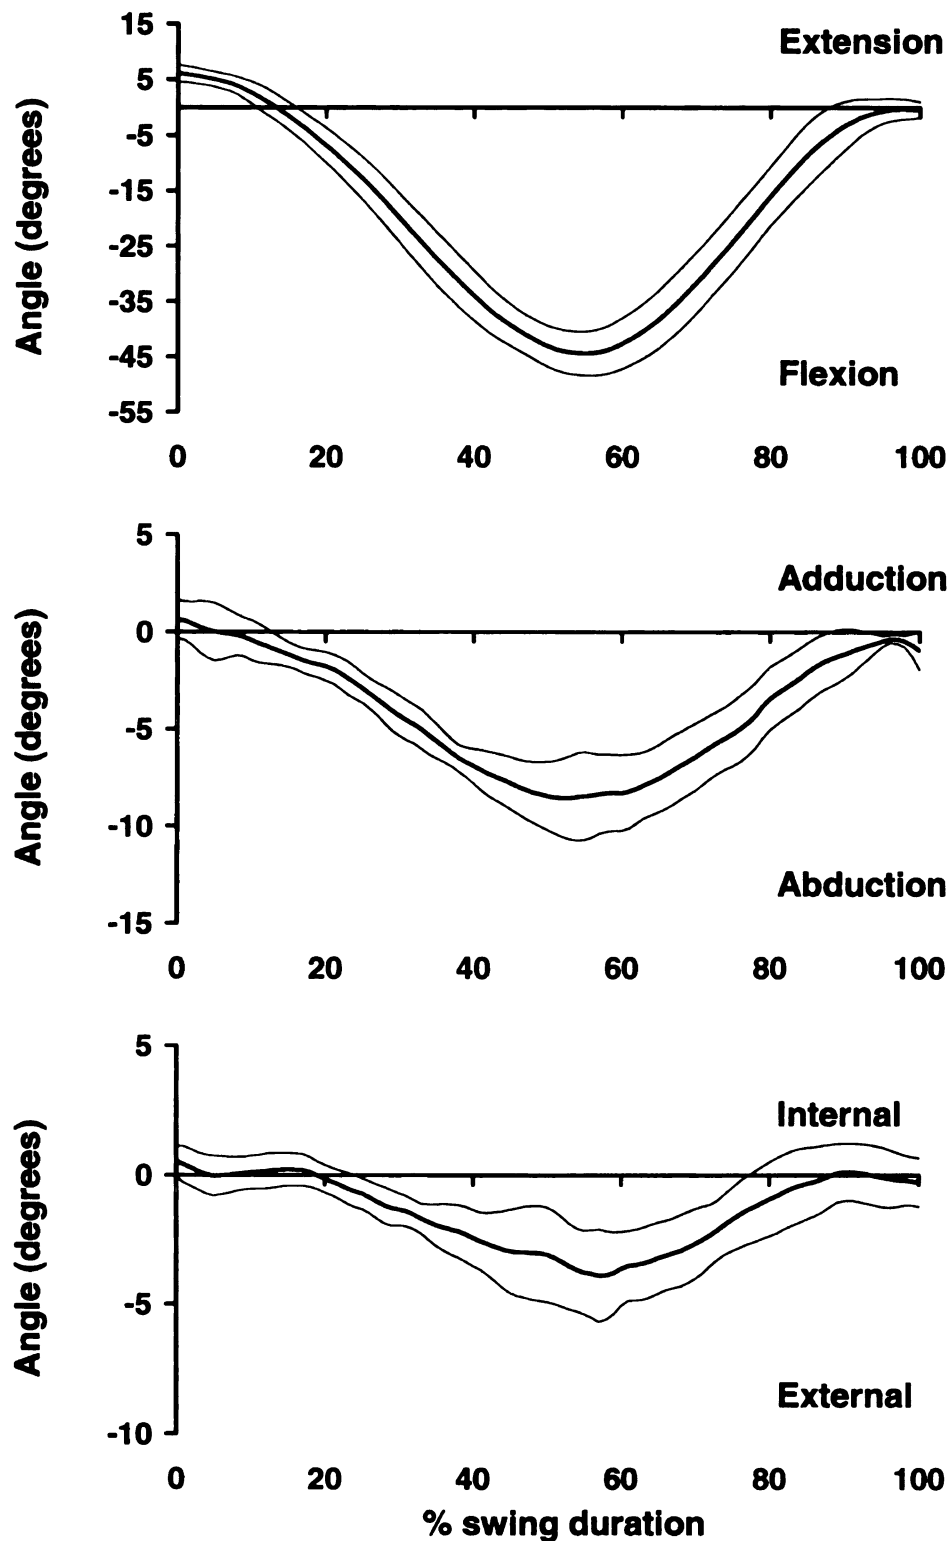 15
Extension
5
-5
-15
-25
-35
-45
Flexion
-55
Angle (degrees)
0 20 40 60 80 100
5
Adduction
0
-5
-10
Abduction
-15
Angle (degrees)
0 20 40 60 80 100
5
Internal
0
-5
External
-10
Angle (degrees)
0 20 40 60 80 100
% swing duration